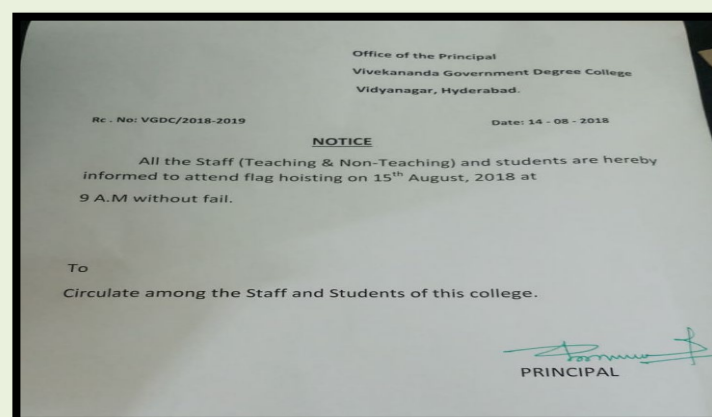 Office of the Principal
Vivekananda Government Degree College
Vidyanagar, Hyderabad.
Rc . No: VGDC/2018-2019
Date: 14 - 08 - 2018
NOTICE
All the Staff (Teaching & Non-Teaching) and students are hereby
informed to attend flag hoisting on 15th August, 2018 at
9 A.M without fail.
To
Circulate among the Staff and Students of this college.
PRINCIPAL